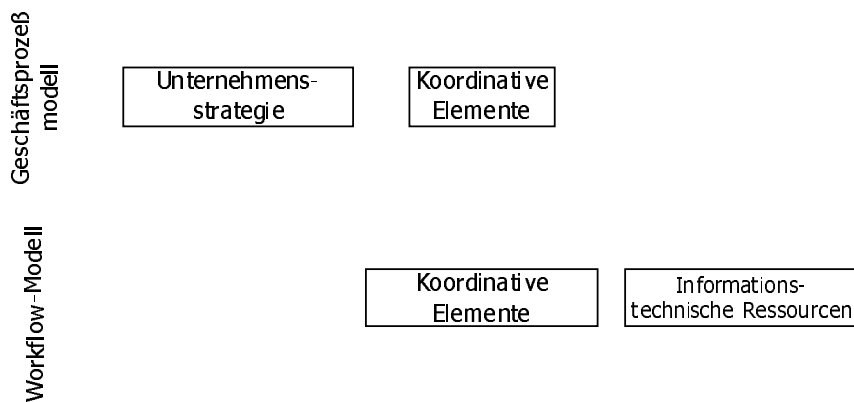 Geschäftsprozeß
modell
Unternehmens-
strategie
Koordinative
Elemente
Workflow-Modell
Koordinative
Elemente
Informations-
technische Ressourcen